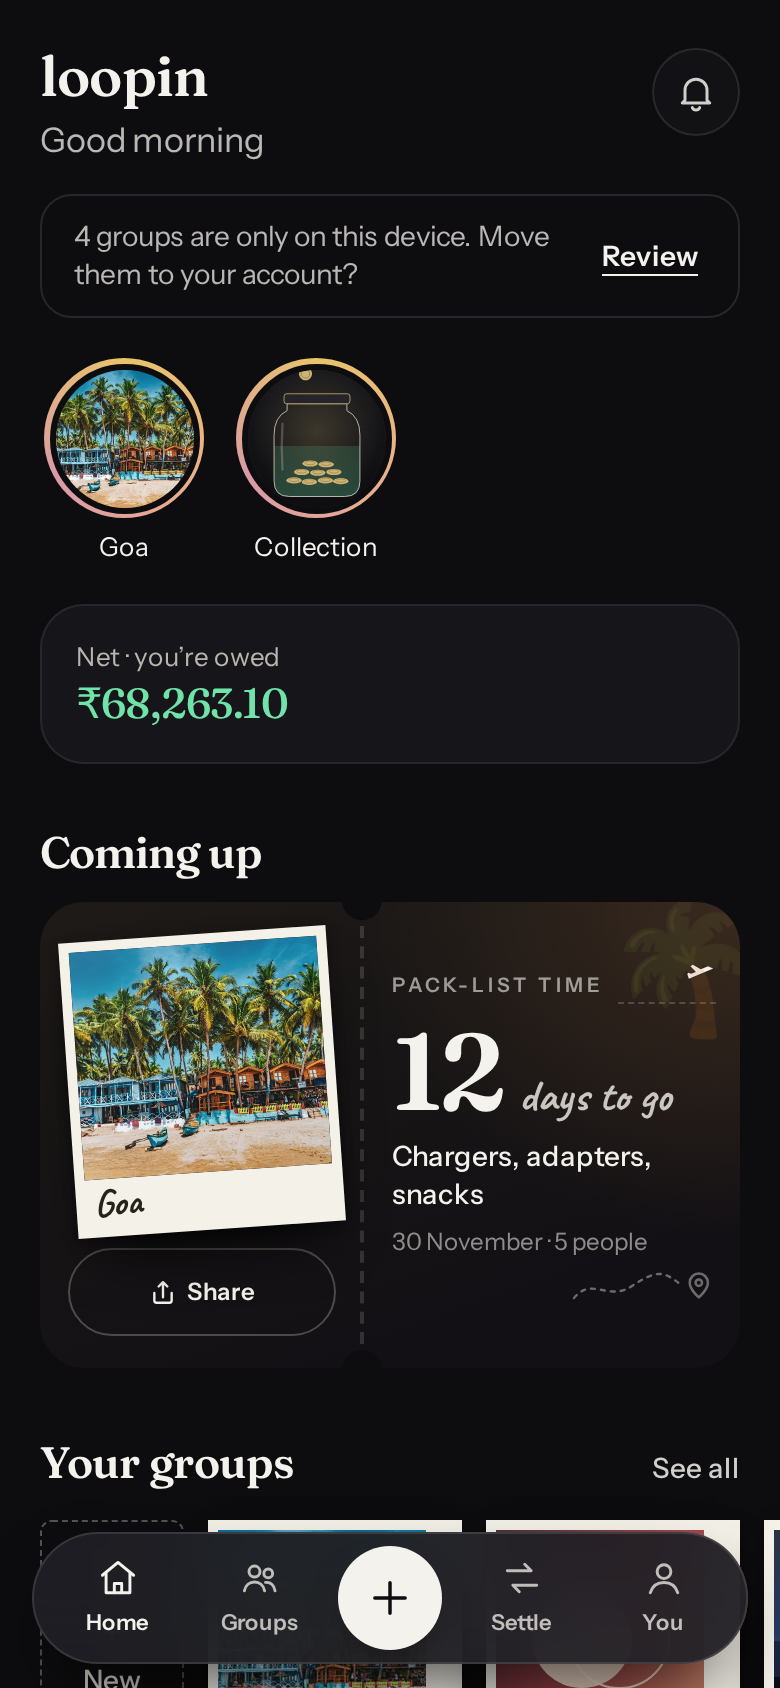 loopin
Good morning
4 groups are only on this device. Move
them to your account?
Review
Goa
Collection
Net · you’re owed
₹68,263.10
Coming up
Goa
Share
PACK-LIST TIME
12 days to go
Chargers, adapters,
snacks
30 November · 5 people
Your groups
See all
New
Home
Groups
Settle
You